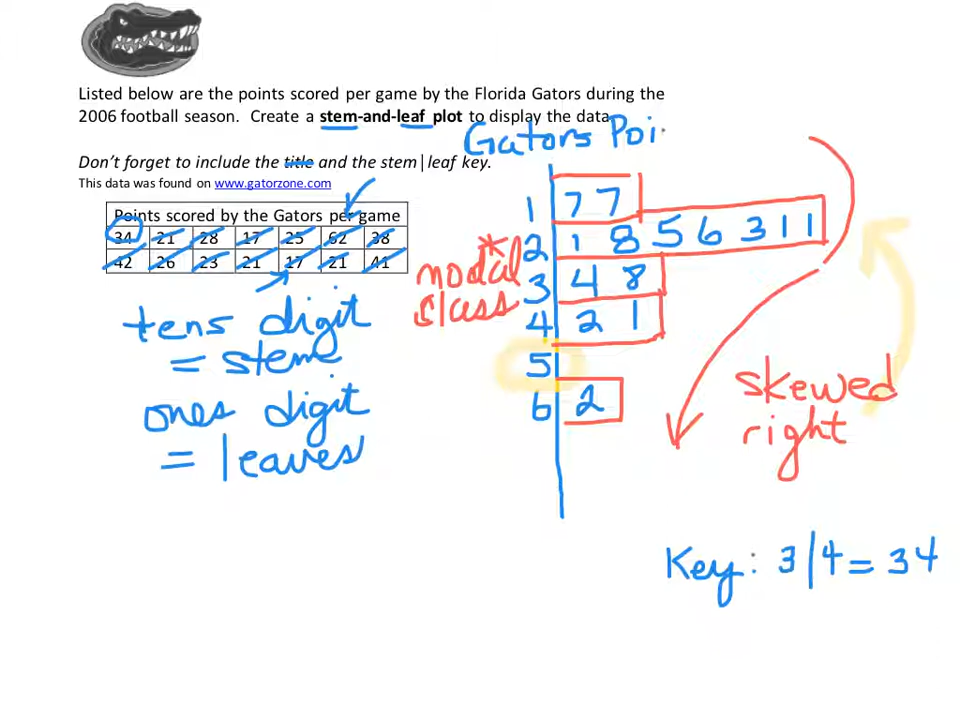 Listed below are the points scored per game by the Florida Gators during the
2006 football season. Create a stem-and-leaf plot to display the data.
Gators Poi
Don't forget to include the title and the stem|leaf key.
This data was found on www.gatorzone.com
Points scored by the Gators per game
34 21 28 17 25 62 38
42 26 23 21 17 21 41
tens digit
= stem
ones digit
= leaves
* modal
class
1 7 7
2 1 8 5 6 3 1 1
3 4 8
4 2 1
5
6 2
skewed
right
Key: 3|4 = 34